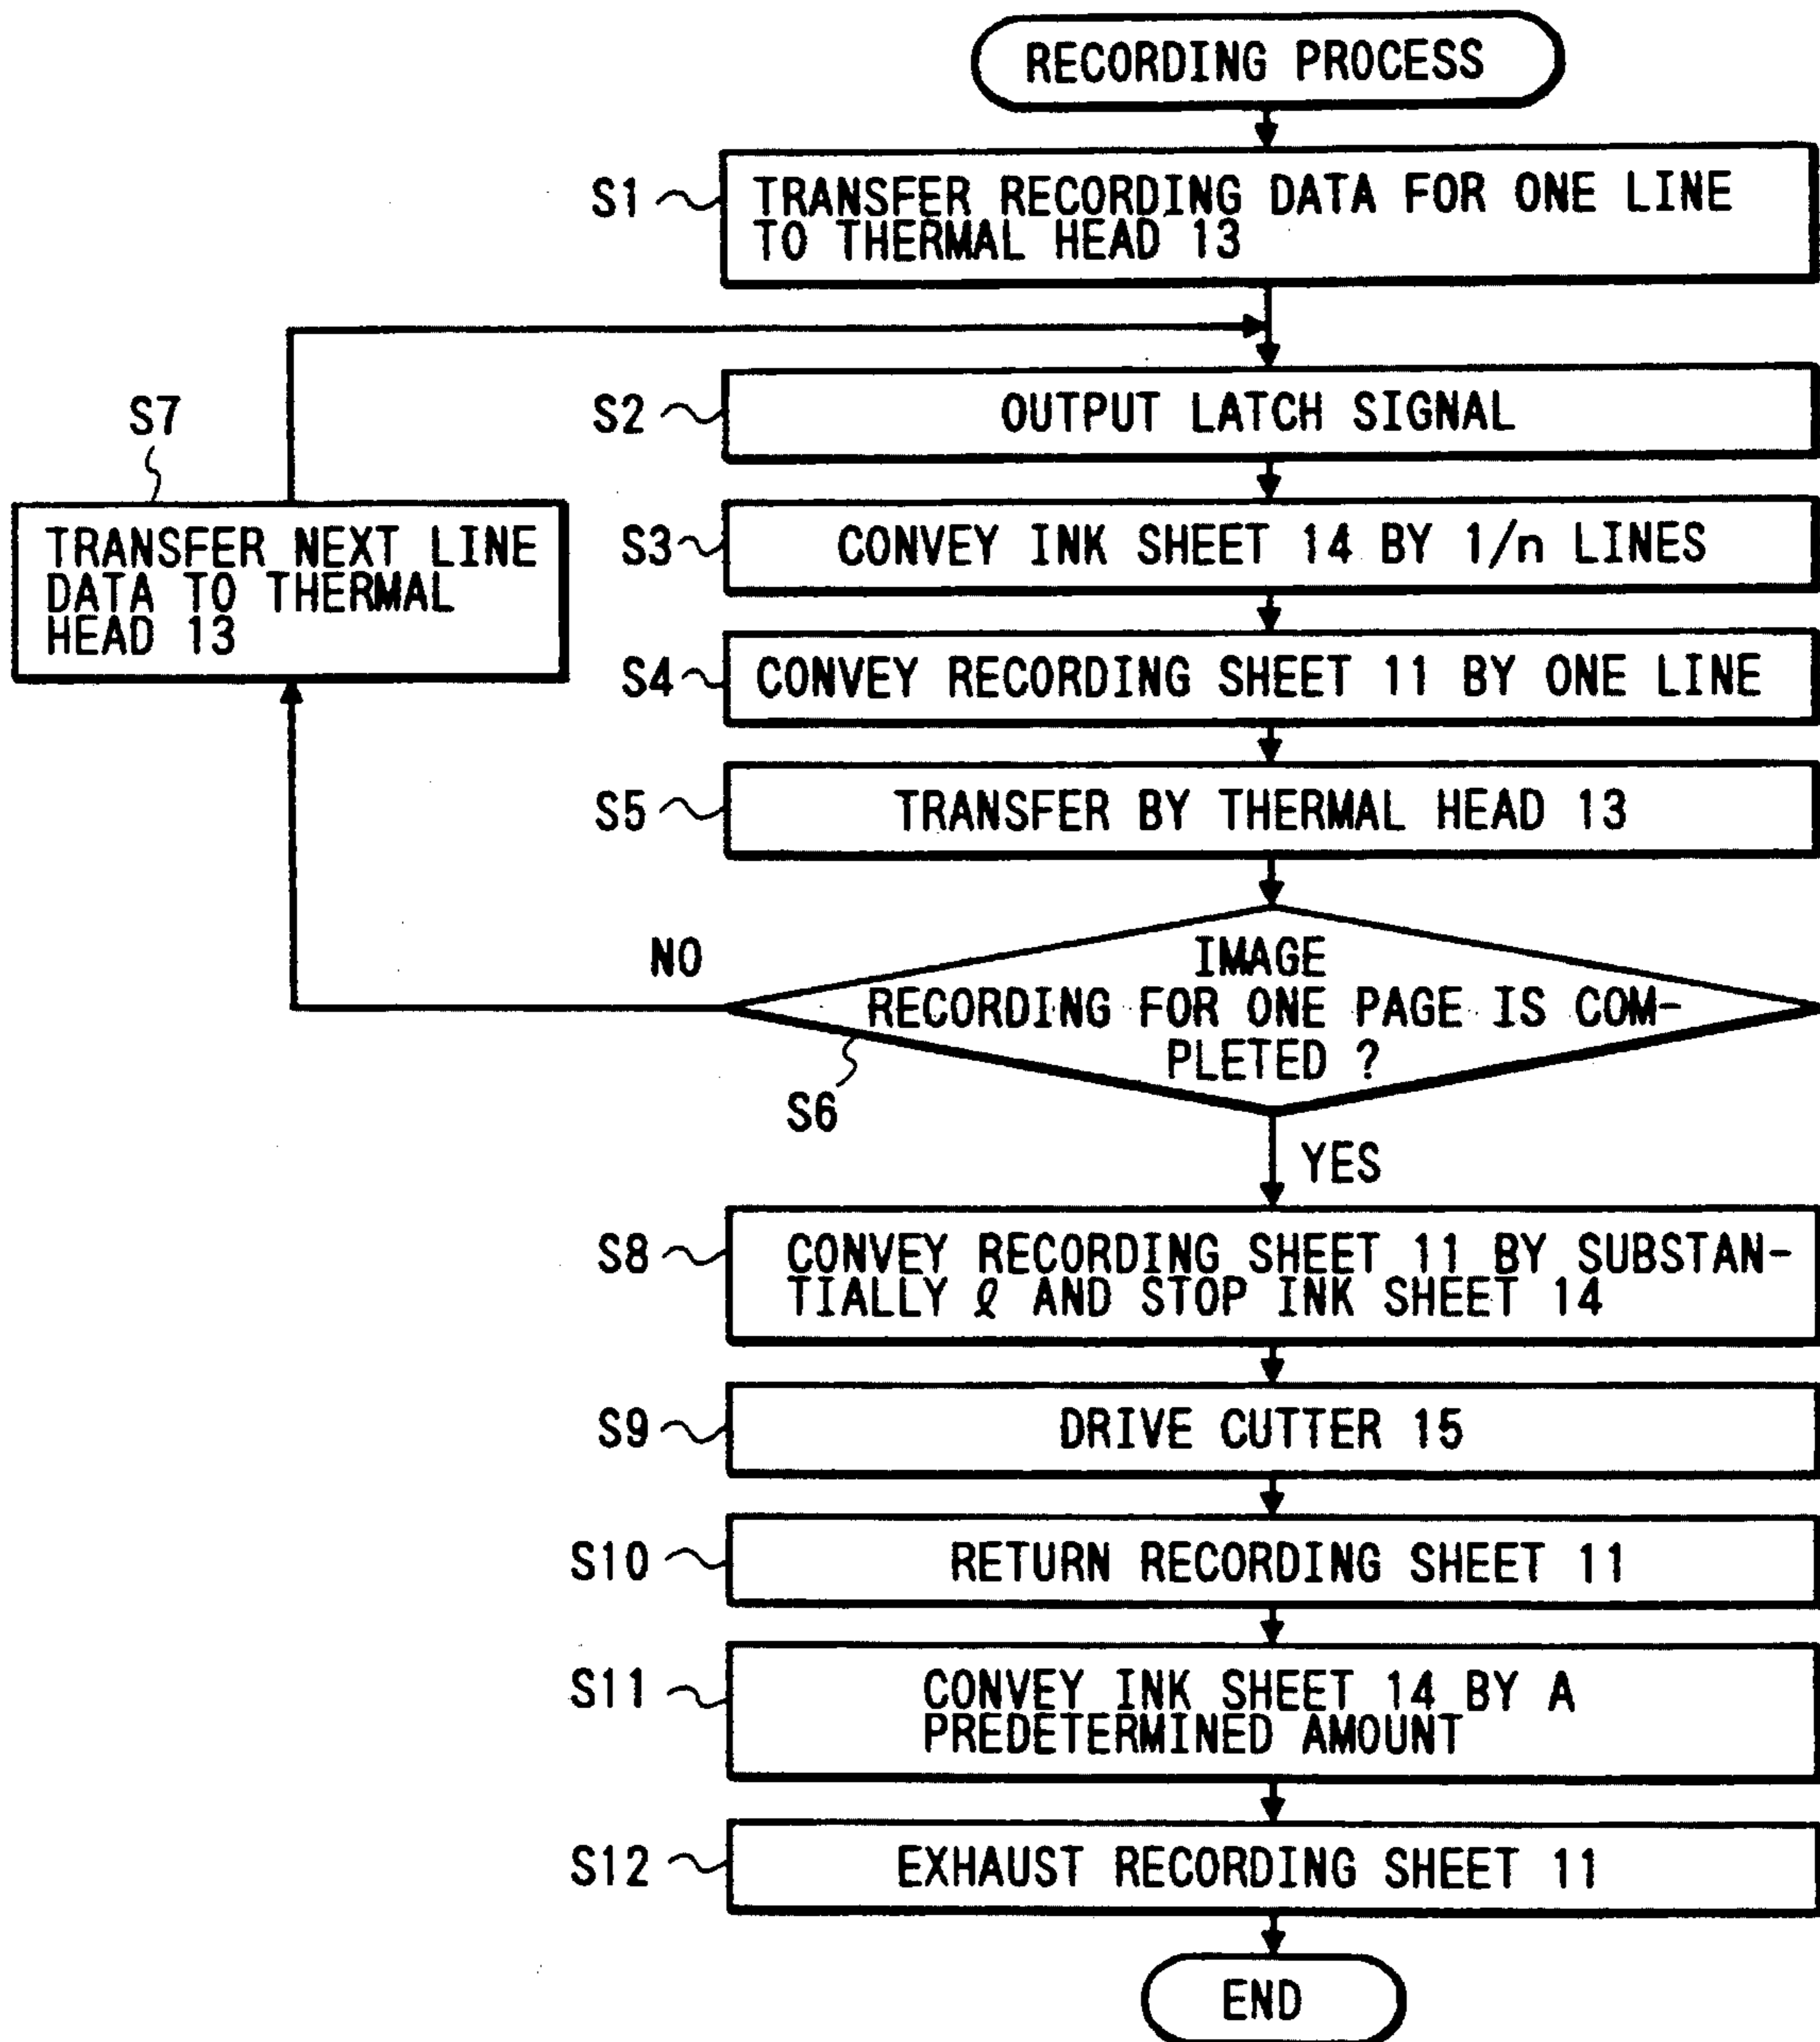 RECORDING PROCESS
S1
TRANSFER RECORDING DATA FOR ONE LINE
TO THERMAL HEAD 13
S2
OUTPUT LATCH SIGNAL
S7
TRANSFER NEXT LINE
DATA TO THERMAL
HEAD 13
S3
CONVEY INK SHEET 14 BY 1/n LINES
S4
CONVEY RECORDING SHEET 11 BY ONE LINE
S5
TRANSFER BY THERMAL HEAD 13
NO
IMAGE
RECORDING FOR ONE PAGE IS COM-
PLETED ?
S6
YES
S8
CONVEY RECORDING SHEET 11 BY SUBSTAN-
TIALLY ℓ AND STOP INK SHEET 14
S9
DRIVE CUTTER 15
S10
RETURN RECORDING SHEET 11
S11
CONVEY INK SHEET 14 BY A
PREDETERMINED AMOUNT
S12
EXHAUST RECORDING SHEET 11
END